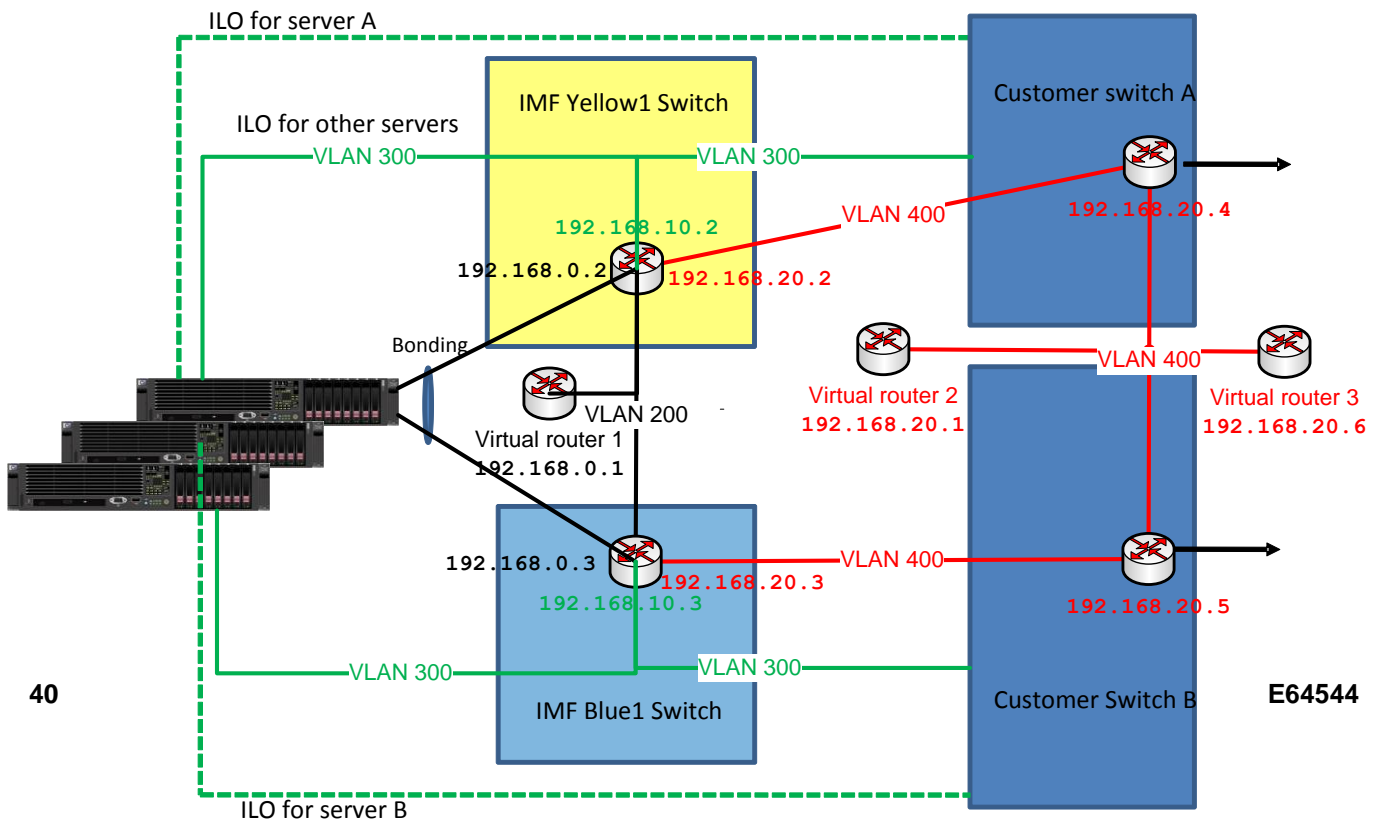 ILO for server A
IMF Yellow1 Switch
Customer switch A
ILO for other servers
VLAN 300
VLAN 300
VLAN 400
192.168.20.4
192.168.10.2
192.168.0.2
192.168.20.2
Bonding
VLAN 400
VLAN 200
-
Virtual router 1
192.168.0.1
Virtual router 2
192.168.20.1
Virtual router 3
192.168.20.6
192.168.0.3
192.168.20.3
192.168.10.3
VLAN 400
192.168.20.5
VLAN 300
VLAN 300
40
IMF Blue1 Switch
Customer Switch B
E64544
ILO for server B